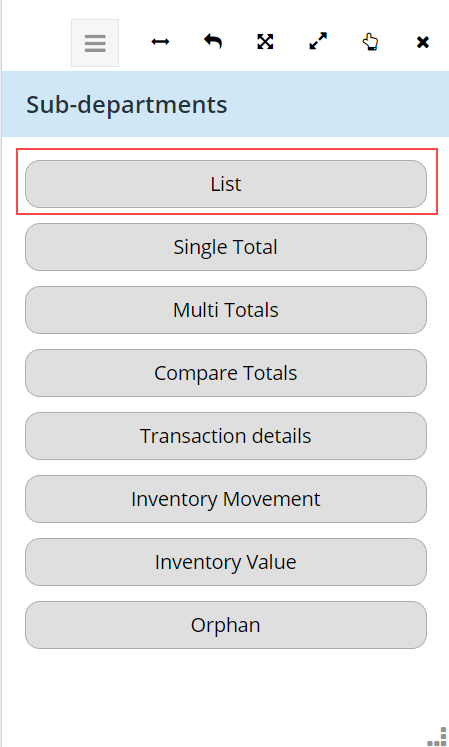 Sub-departments
List
Single Total
Multi Totals
Compare Totals
Transaction details
Inventory Movement
Inventory Value
Orphan